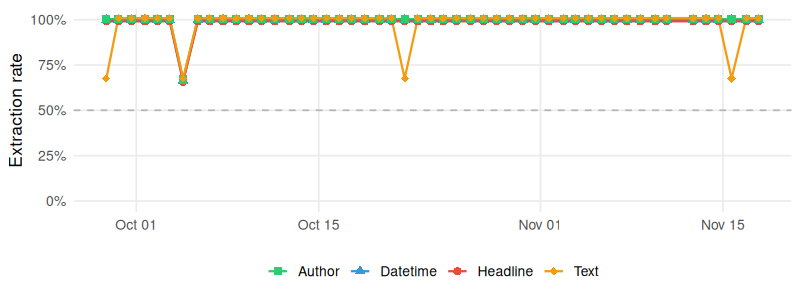 100%
75%
50%
25%
0%
Extraction rate
Oct 01 Oct 15 Nov 01 Nov 15
Author Datetime Headline Text